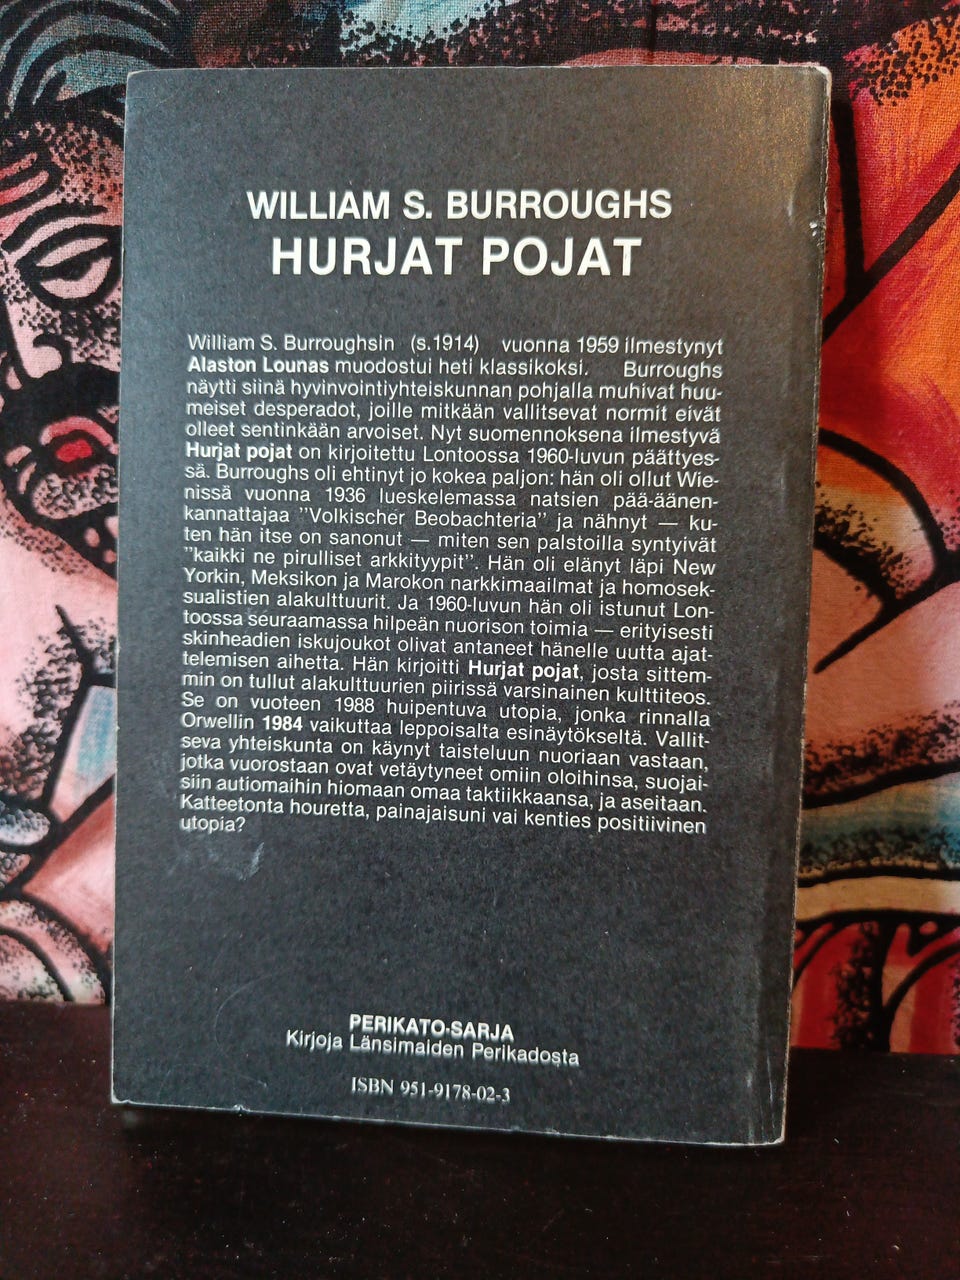 WILLIAM S. BURROUGHS
HURJAT POJAT
William S. Burroughsin (s.1914) vuonna 1959 ilmestynyt
Alaston Lounas muodostui heti klassikoksi. Burroughs
näytti siinä hyvinvointiyhteiskunnan pohjalla muhivat huu-
meiset desperadot, joille mitkään vallitsevat normit eivät
olleet sentinkään arvoiset. Nyt suomennoksena ilmestyvä
Hurjat pojat on kirjoitettu Lontoossa 1960-luvun päättyes-
sä. Burroughs oli ehtinyt jo kokea paljon: hän oli ollut Wie-
nissä vuonna 1936 lueskelemassa natsien pää-äänen-
kannattajaa "Volkischer Beobachteria" ja nähnyt — ku-
ten hän itse on sanonut — miten sen palstoilla syntyivät
"kaikki ne pirulliset arkkityypit". Hän oli elänyt läpi New
Yorkin, Meksikon ja Marokon narkkimaailmat ja homosek-
sualistien alakulttuurit. Ja 1960-luvun hän oli istunut Lon-
toossa seuraamassa hilpeän nuorison toimia — erityisesti
skinheadien iskujoukot olivat antaneet hänelle uutta ajat-
telemisen aihetta. Hän kirjoitti Hurjat pojat, josta sittem-
min on tullut alakulttuurien piirissä varsinainen kulttiteos.
Se on vuoteen 1988 huipentuva utopia, jonka rinnalla
Orwellin 1984 vaikuttaa leppoisalta esinäytökseltä. Vallit-
seva yhteiskunta on käynyt taisteluun nuoriaan vastaan,
jotka vuorostaan ovat vetäytyneet omiin oloihinsa, suojai-
siin autiomaihin hiomaan omaa taktiikkaansa, ja aseitaan.
Katteetonta houretta, painajaisuni vai kenties positiivinen
utopia?
PERIKATO-SARJA
Kirjoja Länsimaiden Perikadosta
ISBN 951-9178-02-3